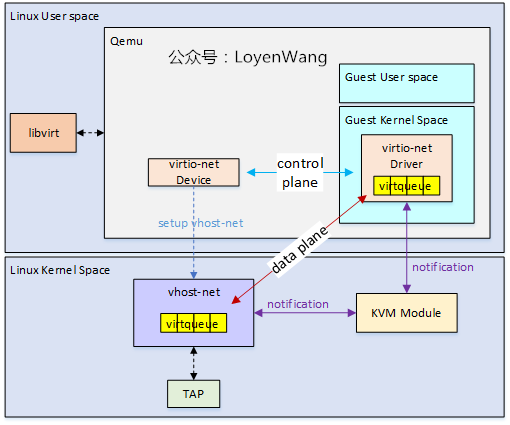 Linux User space
Qemu
公众号：LoyenWang
Guest User space
Guest Kernel Space
libvirt
virtio-net
Device
control
plane
virtio-net
Driver
virtqueue
setup vhost-net
data plane
notification
Linux Kernel Space
vhost-net
virtqueue
notification
KVM Module
TAP